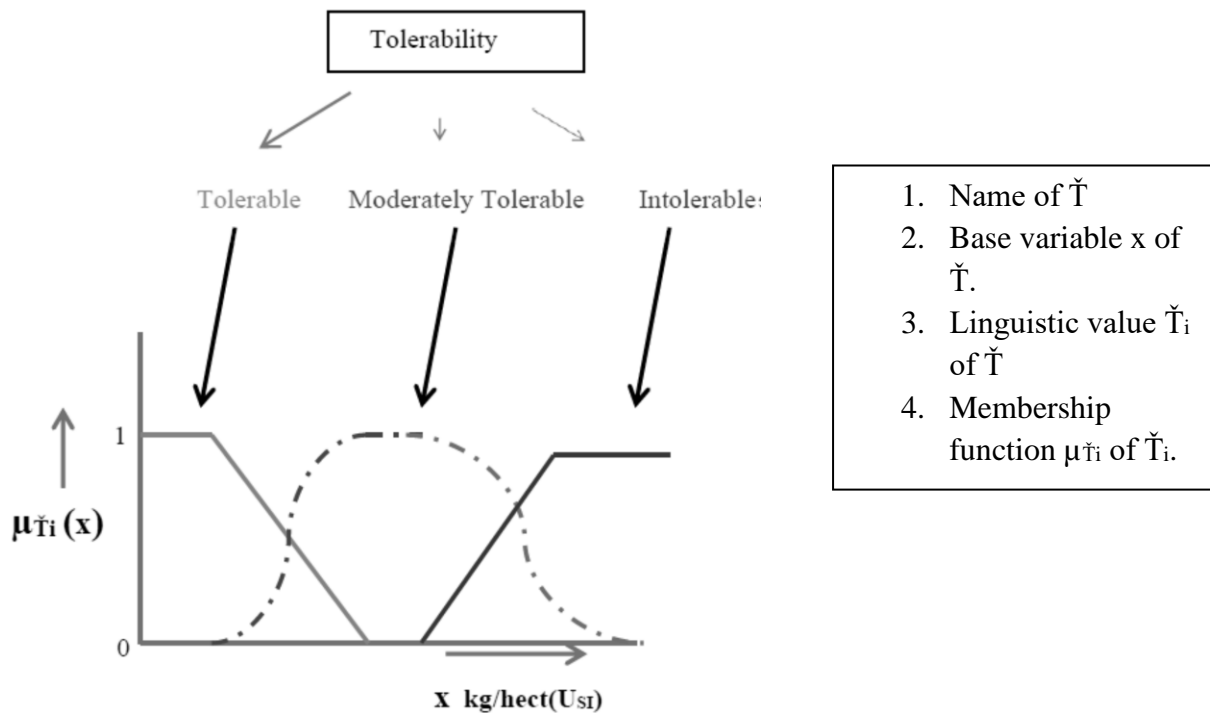 Tolerability
Tolerable
Moderately Tolerable
Intolerable
1
μŤi (x)
0
x kg/hect(USI)
1. Name of Ť
2. Base variable x of
Ť.
3. Linguistic value Ťi
of Ť
4. Membership
function μŤi of Ťi.